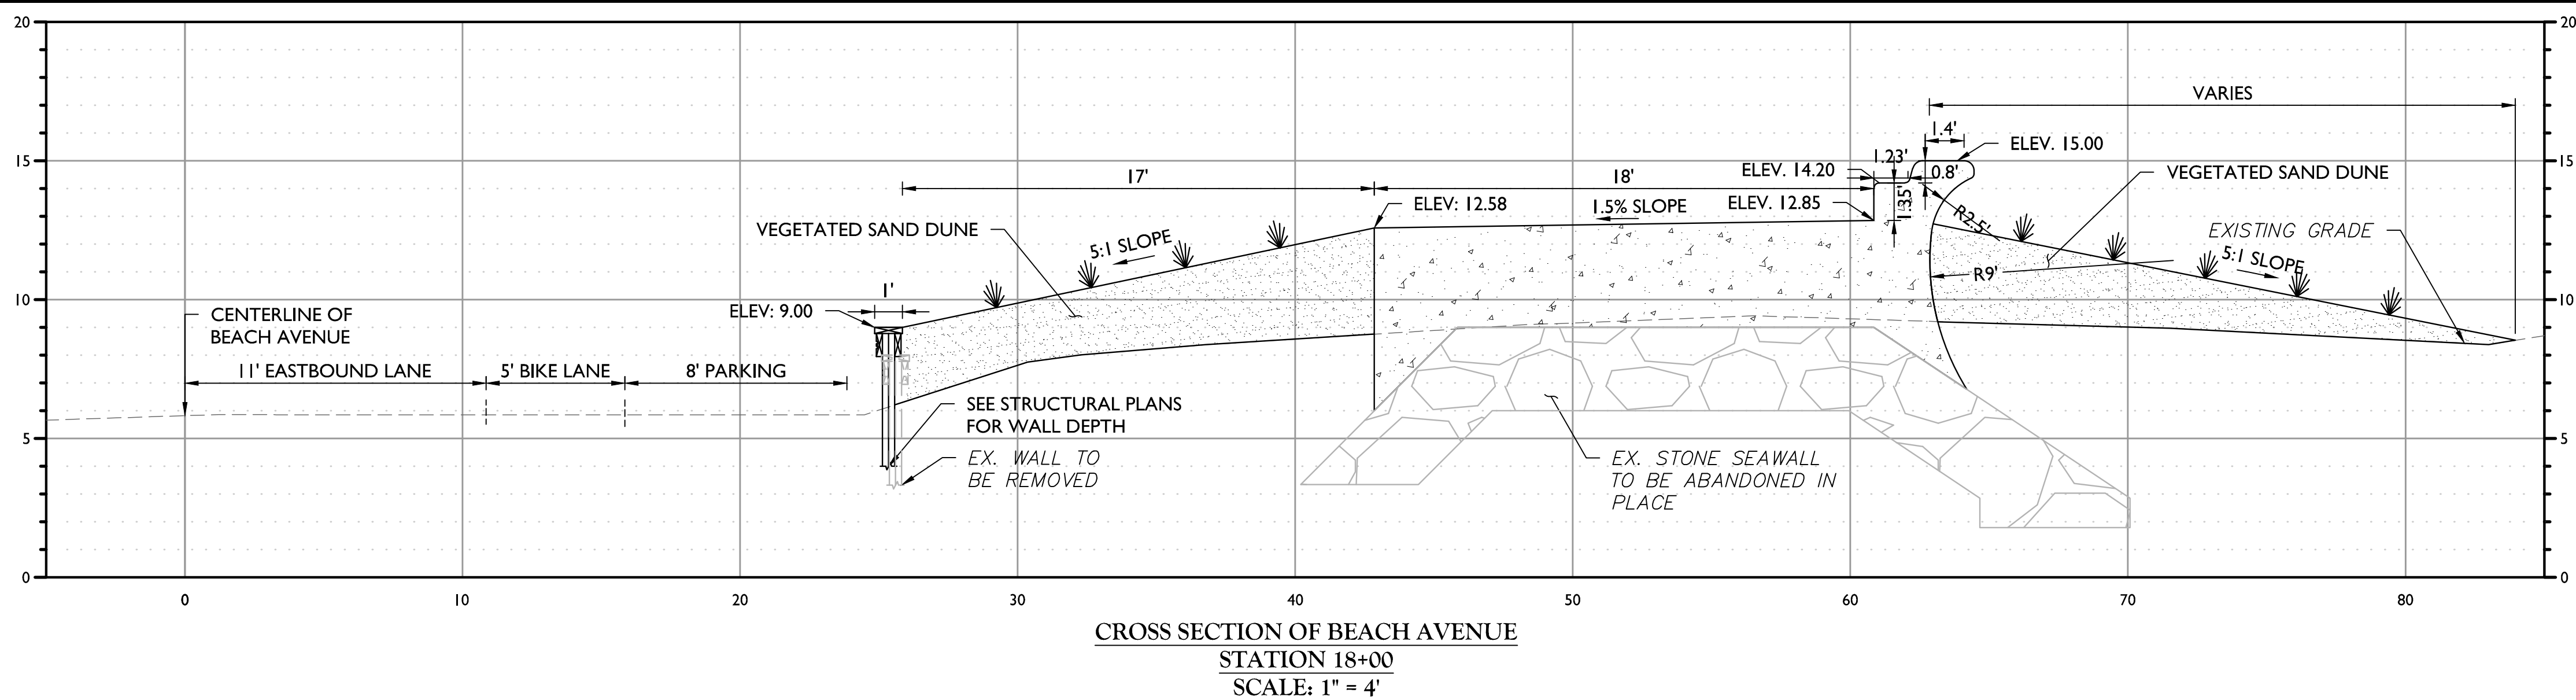 20
20
VARIES
1.4'
ELEV. 15.00
15
15
1.23'
ELEV. 14.20
0.8'
VEGETATED SAND DUNE
17'
18'
ELEV: 12.58
1.5% SLOPE
ELEV. 12.85
1.35'
R2.5'
VEGETATED SAND DUNE
5:1 SLOPE
EXISTING GRADE
5:1 SLOPE
R9'
1'
10
10
ELEV: 9.00
CENTERLINE OF
BEACH AVENUE
11' EASTBOUND LANE
5' BIKE LANE
8' PARKING
SEE STRUCTURAL PLANS
FOR WALL DEPTH
5
5
EX. WALL TO
BE REMOVED
EX. STONE SEAWALL
TO BE ABANDONED IN
PLACE
0
0
0 10 20 30 40 50 60 70 80
CROSS SECTION OF BEACH AVENUE
STATION 18+00
SCALE: 1" = 4'